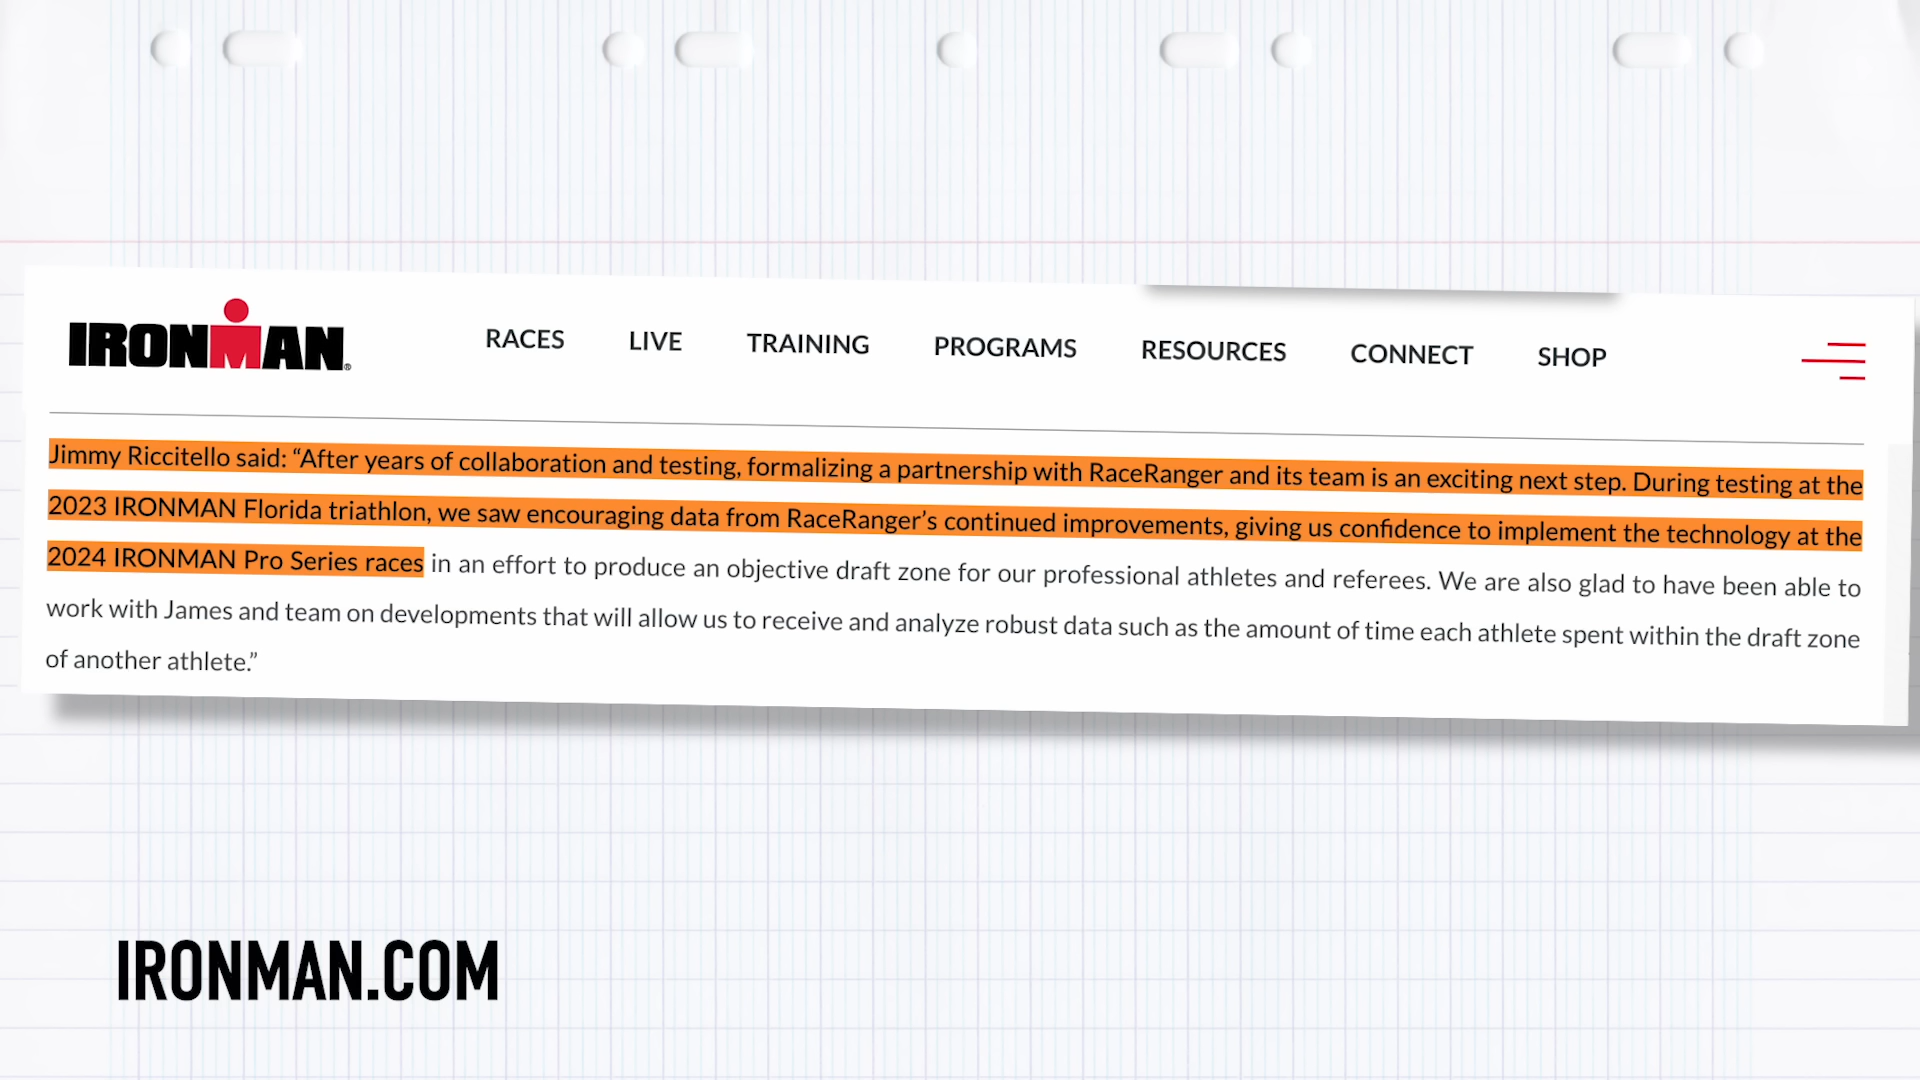 IRONMAN®
RACES LIVE TRAINING PROGRAMS RESOURCES CONNECT SHOP
Jimmy Riccitello said: “After years of collaboration and testing, formalizing a partnership with RaceRanger and its team is an exciting next step. During testing at the
2023 IRONMAN Florida triathlon, we saw encouraging data from RaceRanger’s continued improvements, giving us confidence to implement the technology at the
2024 IRONMAN Pro Series races in an effort to produce an objective draft zone for our professional athletes and referees. We are also glad to have been able to
work with James and team on developments that will allow us to receive and analyze robust data such as the amount of time each athlete spent within the draft zone
of another athlete.”
IRONMAN.COM